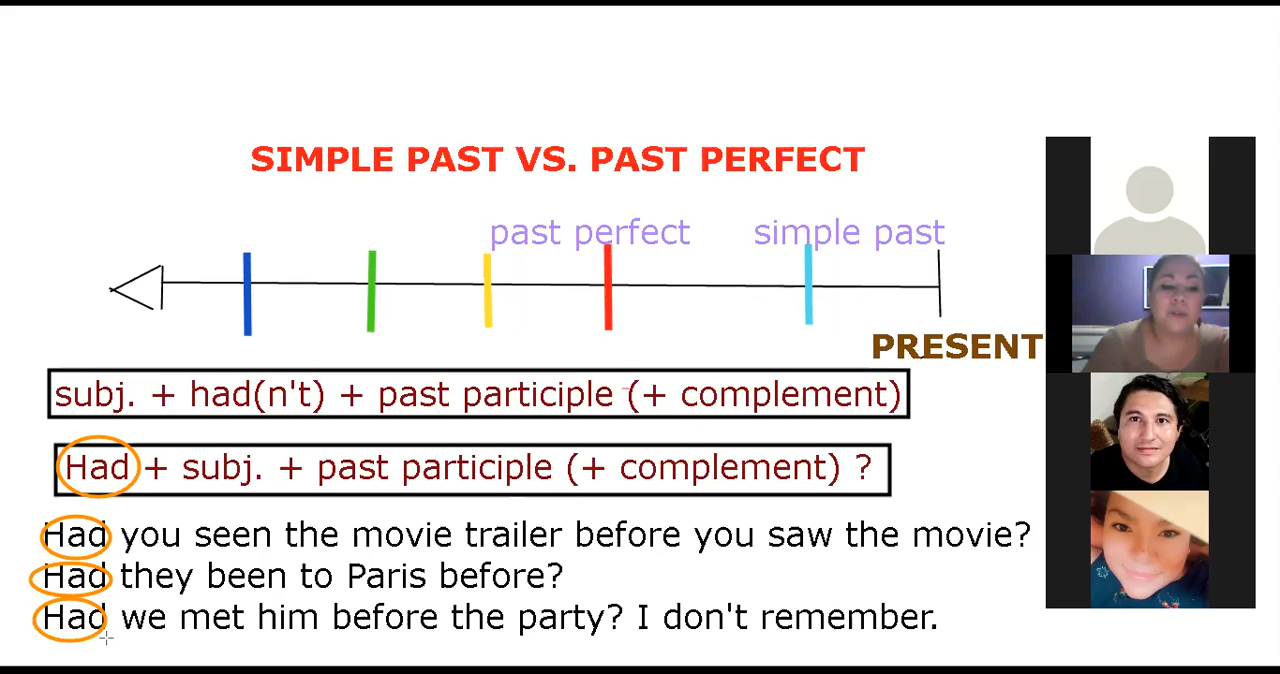 SIMPLE PAST VS. PAST PERFECT
past perfect simple past
PRESENT
subj. + had(n't) + past participle (+ complement)
Had + subj. + past participle (+ complement) ?
Had you seen the movie trailer before you saw the movie?
Had they been to Paris before?
Had we met him before the party? I don't remember.